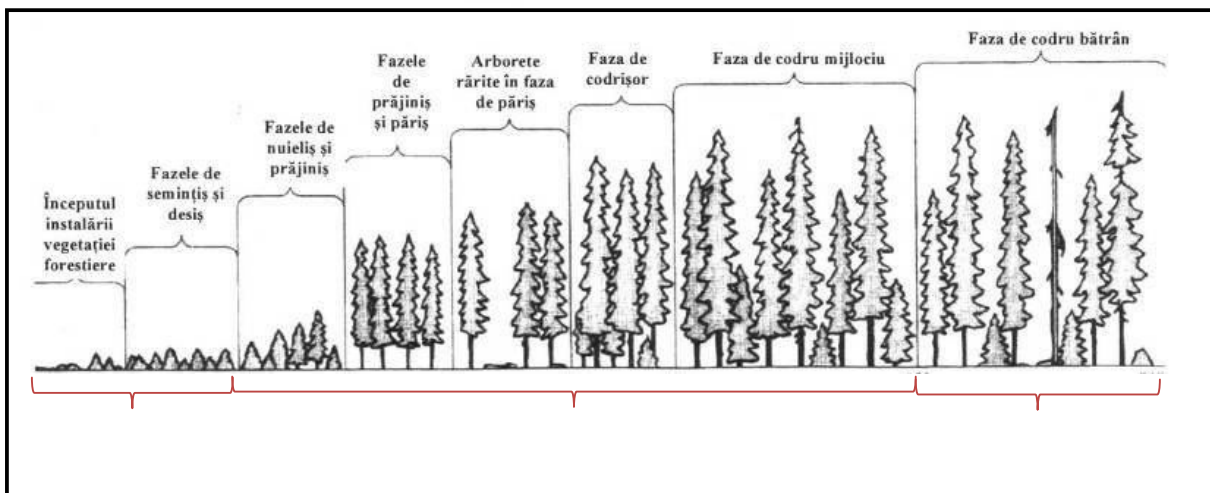 Începutul
instalării
vegetației
forestiere
Fazele de
semințiș și
desiș
Fazele de
nuieliș și
prăjiniș
Fazele
de
prăjiniș
și păriș
Arborete
rărite în faza
de păriș
Faza de
codrișor
Faza de codru mijlociu
Faza de codru bătrân